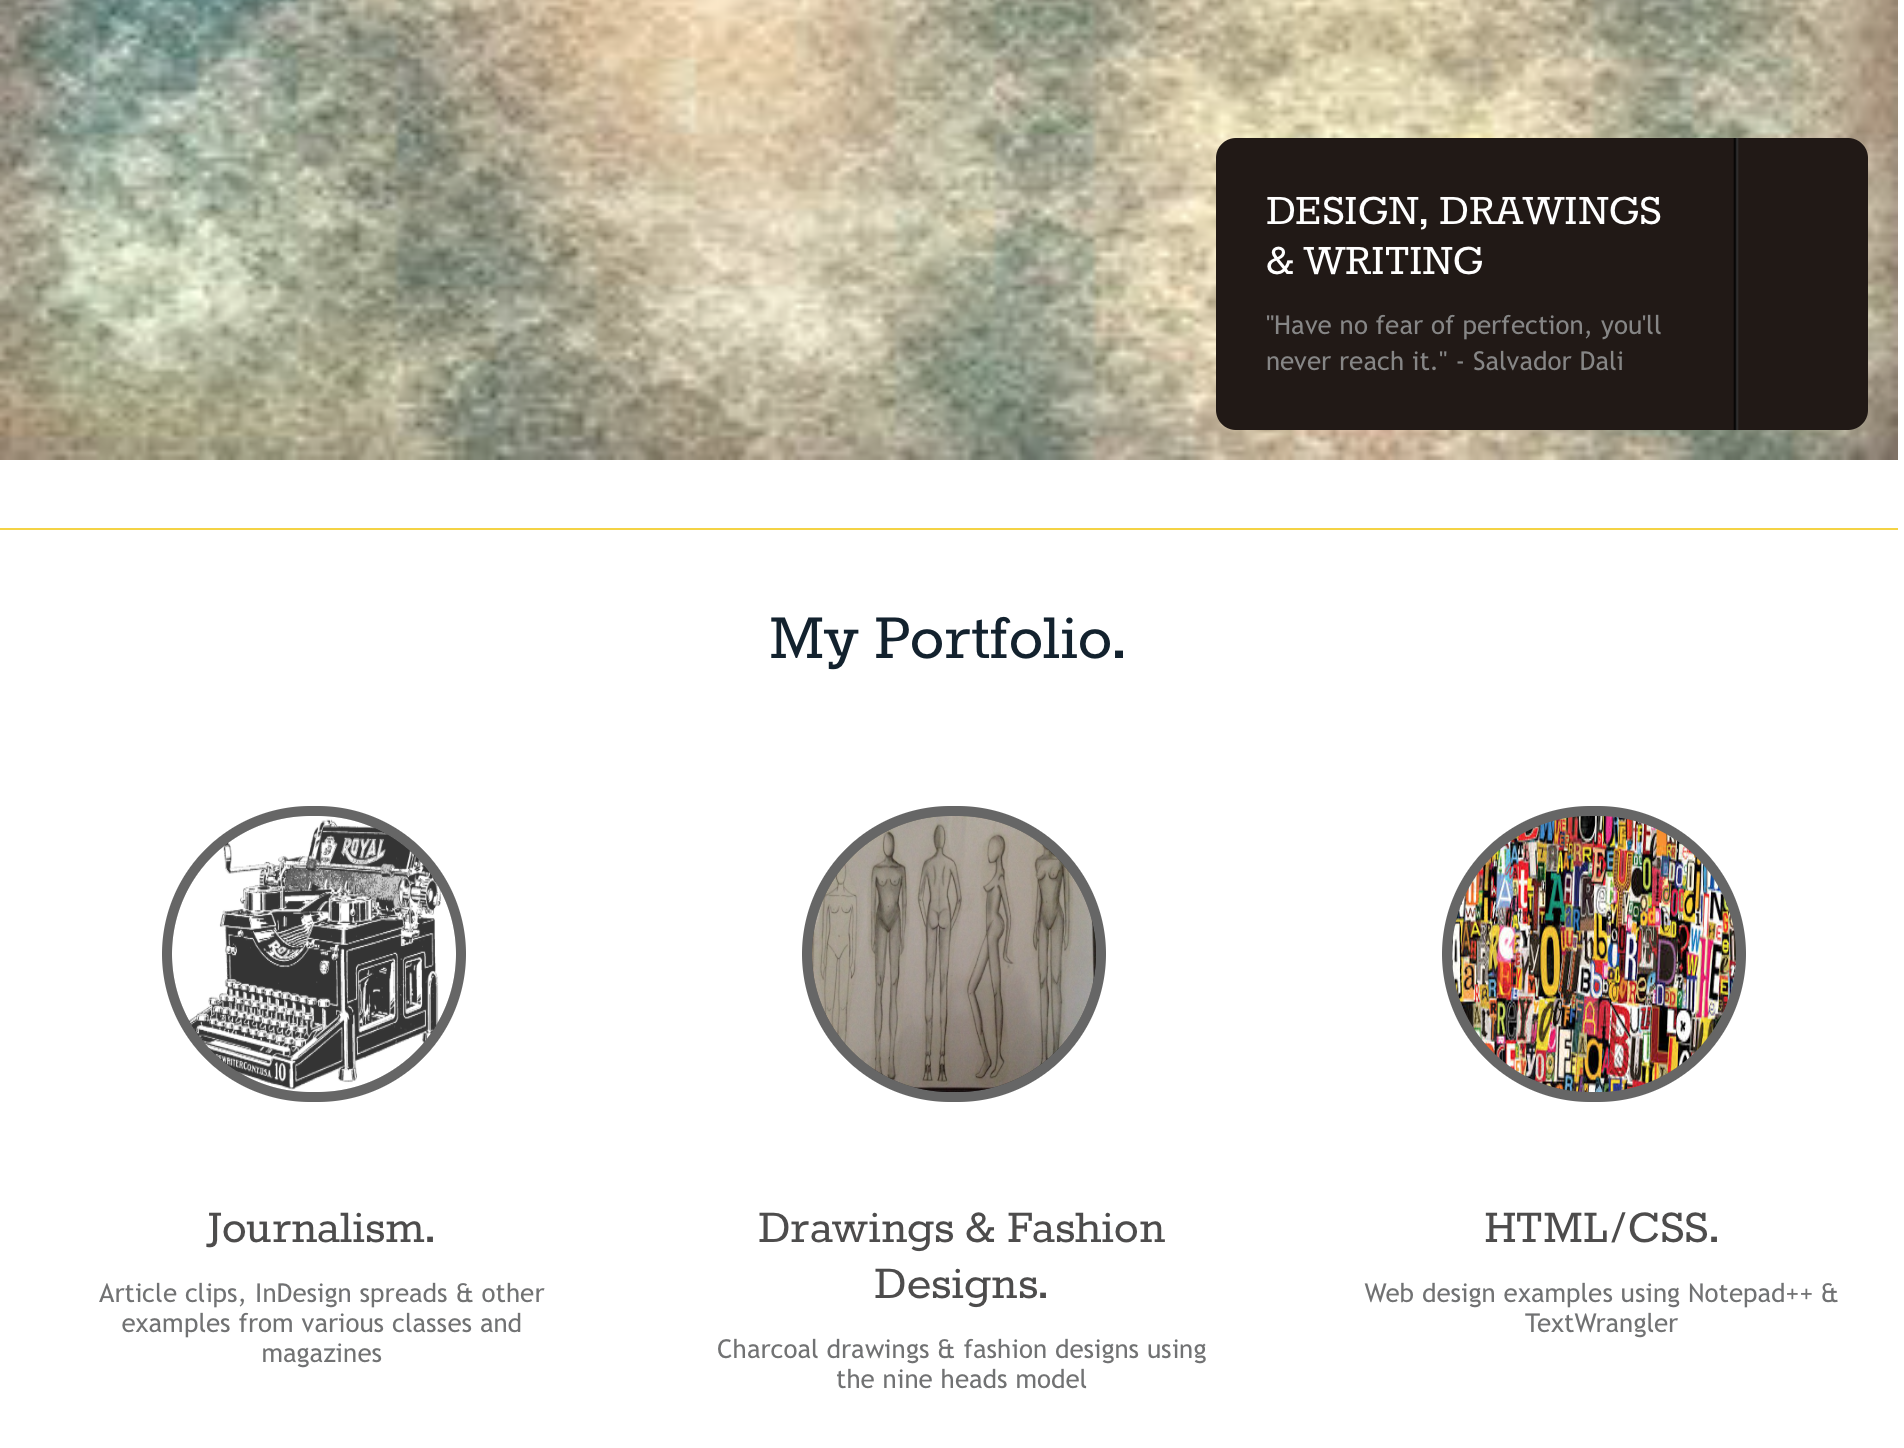 DESIGN, DRAWINGS
& WRITING
"Have no fear of perfection, you'll
never reach it." - Salvador Dali
My Portfolio.
ROYAL
ROYAL
10
Journalism.
Article clips, InDesign spreads & other
examples from various classes and
magazines
Drawings & Fashion
Designs.
Charcoal drawings & fashion designs using
the nine heads model
HTML/CSS.
Web design examples using Notepad++ &
TextWrangler